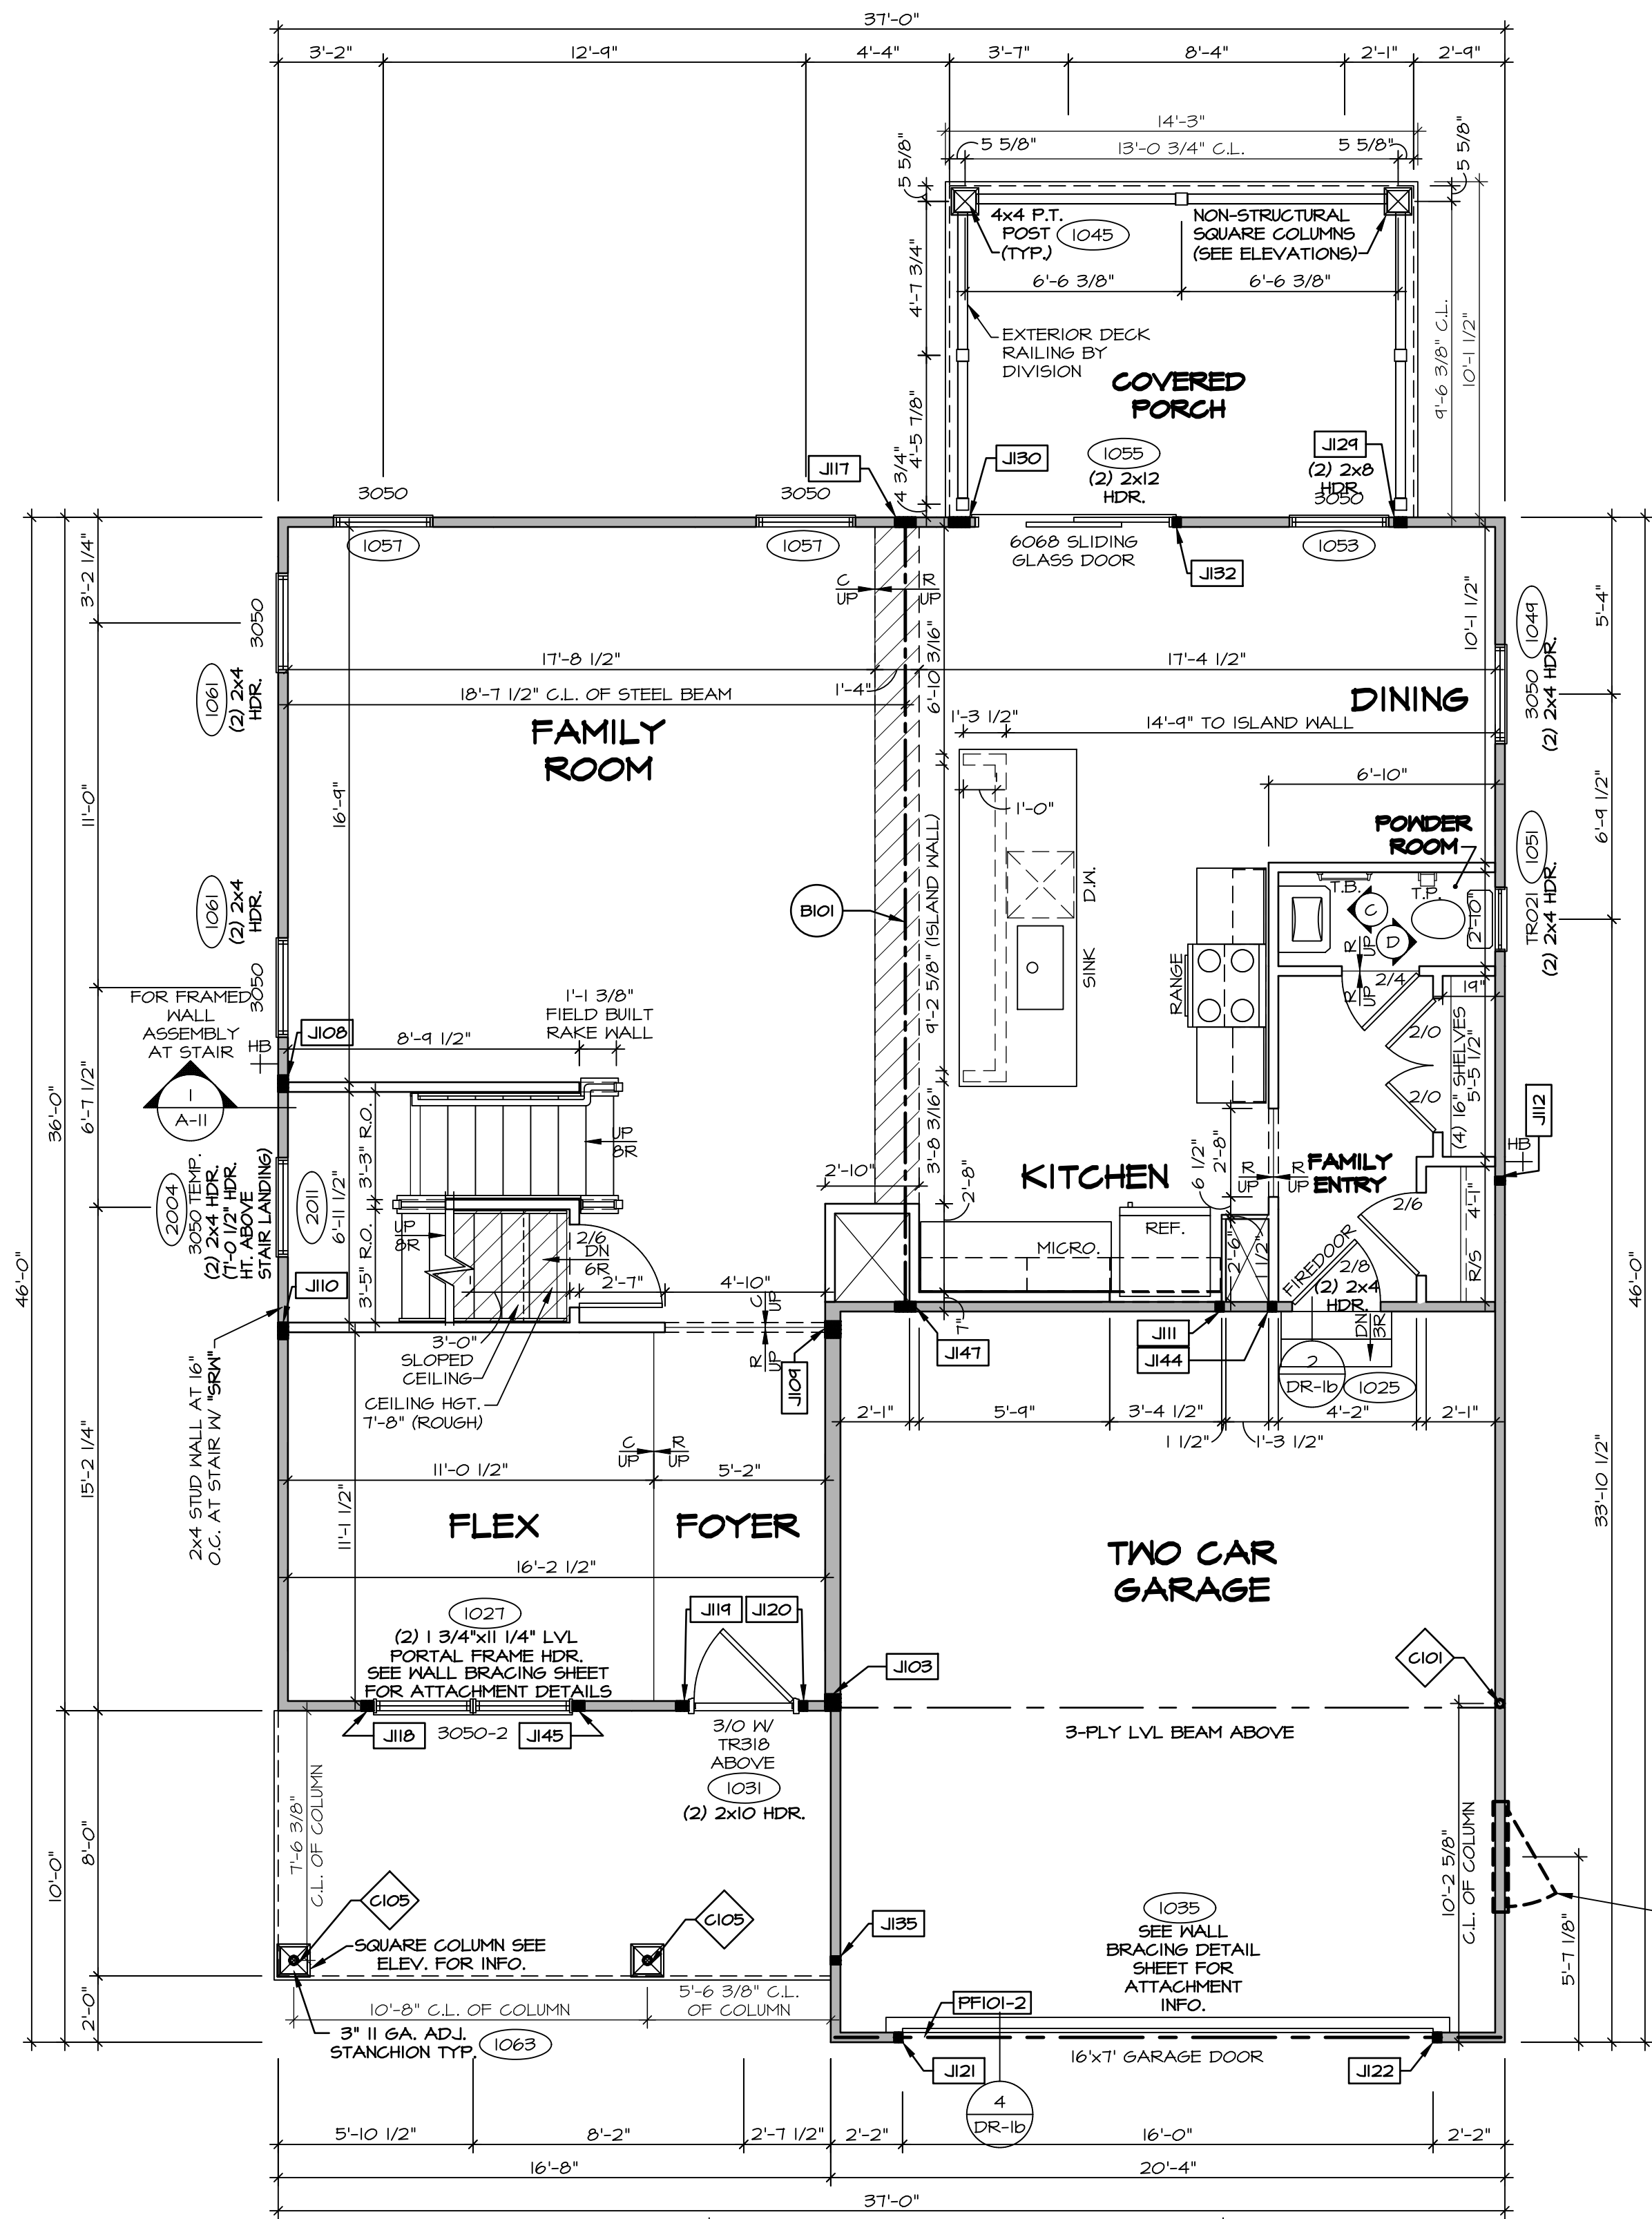 37'-0"
3'-2"
12'-9"
4'-4"
3'-7"
8'-4"
2'-1"
2'-9"
14'-3"
13'-0 3/4" C.L.
5 5/8"
5 5/8"
5 5/8"
5 5/8"
4x4 P.T.
POST
(TYP.)
1045
NON-STRUCTURAL
SQUARE COLUMNS
(SEE ELEVATIONS)
6'-6 3/8"
6'-6 3/8"
4'-7 3/4"
4'-5 7/8"
4 3/4"
9'-6 3/8" C.L.
10'-1 1/2"
EXTERIOR DECK
RAILING BY
DIVISION
COVERED
PORCH
J117
J130
1055
(2) 2x12
HDR.
J129
(2) 2x8
HDR.
3050
3050
3050
1057
1057
6068 SLIDING
GLASS DOOR
J132
1053
C
UP
R
UP
3'-2 1/4"
11'-0"
6'-7 1/2"
15'-2 1/4"
8'-0"
2'-0"
36'-0"
10'-0"
46'-0"
3050
1061
(2) 2x4
HDR.
1061
(2) 2x4
HDR.
3050
17'-8 1/2"
18'-7 1/2" C.L. OF STEEL BEAM
1'-4"
6'-10 3/16"
17'-4 1/2"
10'-1 1/2"
FAMILY
ROOM
DINING
1'-3 1/2"
14'-9" TO ISLAND WALL
6'-10"
1'-0"
16'-9"
9'-2 5/8" (ISLAND WALL)
B101
D.W.
SINK
RANGE
POWDER
ROOM
T.B.
T.P.
C
D
2'-10"
R
UP
R
UP
2/4
19"
2/0
2/0
(4) 16" SHELVES
5'-5 1/2"
1049
3050
(2) 2x4 HDR.
1051
TR021
(2) 2x4 HDR.
5'-4"
6'-9 1/2"
33'-10 1/2"
46'-0"
J112
HB
FOR FRAMED
WALL
ASSEMBLY
AT STAIR
HB
1
A-11
J108
8'-9 1/2"
1'-1 3/8"
FIELD BUILT
RAKE WALL
UP
8R
3'-3" R.O.
6'-11 1/2"
3'-5" R.O.
2011
2004
3050 TEMP.
(2) 2x4 HDR.
(7'-0 1/2" HDR.
HT. ABOVE
STAIR LANDING)
UP
8R
2/6
DN
6R
2'-7"
4'-10"
C
UP
R
UP
J110
3'-0"
SLOPED
CEILING
CEILING HGT.
7'-8" (ROUGH)
J109
2x4 STUD WALL AT 16"
O.C. AT STAIR W/ "SRW"
2'-10"
3'-8 3/16"
2'-8"
KITCHEN
6 1/2"
2'-8"
R
UP
R
UP
FAMILY
ENTRY
2/6
4'-1"
R/S
REF.
MICRO.
2'-6"
1 1/2"
FIREDOOR
2/8
(2) 2x4
HDR.
7"
J147
J111
J144
DN
3R
2
DR-1b
1025
2'-1"
5'-9"
3'-4 1/2"
1 1/2"
1'-3 1/2"
4'-2"
2'-1"
C
UP
R
UP
11'-0 1/2"
5'-2"
11'-1 1/2"
FLEX
FOYER
16'-2 1/2"
TWO CAR
GARAGE
1027
(2) 1 3/4"x11 1/4" LVL
PORTAL FRAME HDR.
SEE WALL BRACING SHEET
FOR ATTACHMENT DETAILS
J119
J120
J103
C101
J118
3050-2
J145
3/0 W/
TR318
ABOVE
1031
(2) 2x10 HDR.
3-PLY LVL BEAM ABOVE
7'-6 3/8"
C.L. OF COLUMN
10'-2 5/8"
C.L. OF COLUMN
5'-7 1/8"
C105
C105
J135
1035
SEE WALL
BRACING DETAIL
SHEET FOR
ATTACHMENT
INFO.
SQUARE COLUMN SEE
ELEV. FOR INFO.
10'-8" C.L. OF COLUMN
5'-6 3/8" C.L.
OF COLUMN
3" 11 GA. ADJ.
STANCHION TYP.
1063
PF101-2
16'x7' GARAGE DOOR
J121
J122
4
DR-1b
5'-10 1/2"
8'-2"
2'-7 1/2"
2'-2"
16'-0"
2'-2"
16'-8"
20'-4"
37'-0"